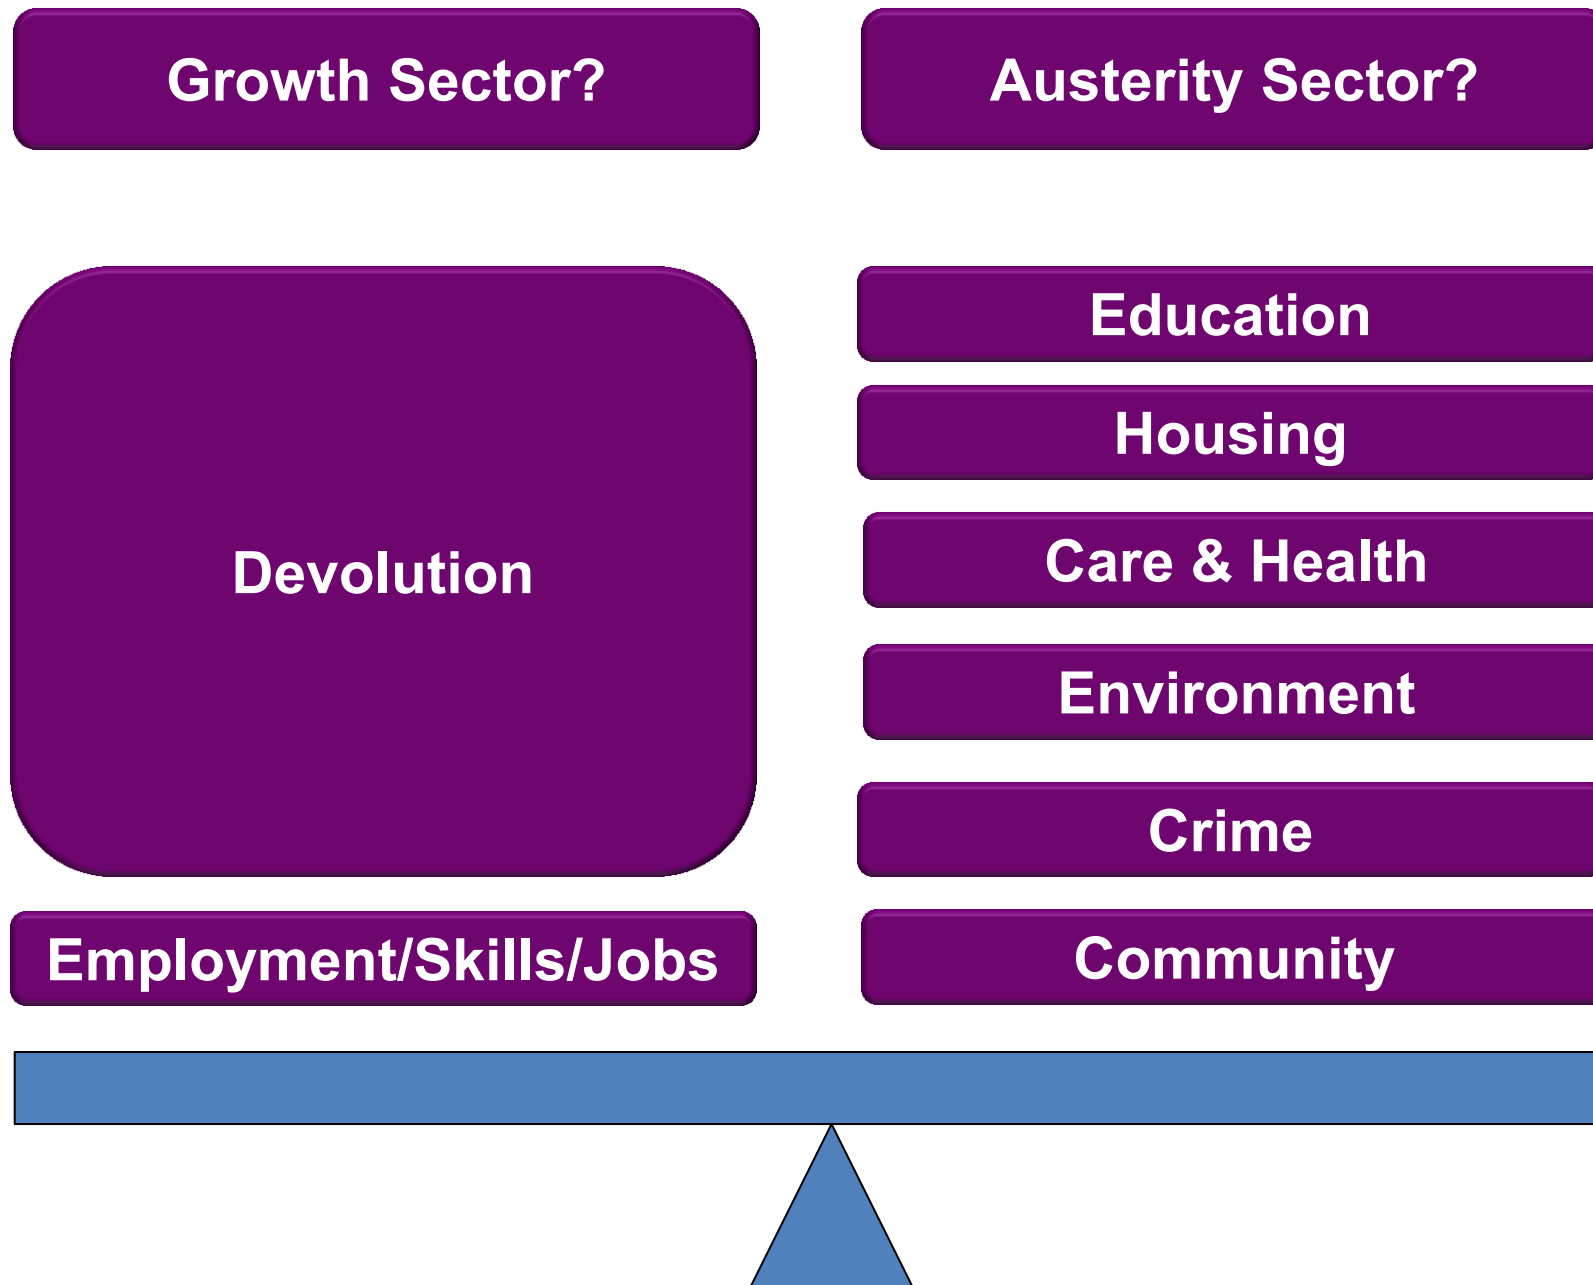 Growth Sector?
Austerity Sector?
Devolution
Employment/Skills/Jobs
Education
Housing
Care & Health
Environment
Crime
Community